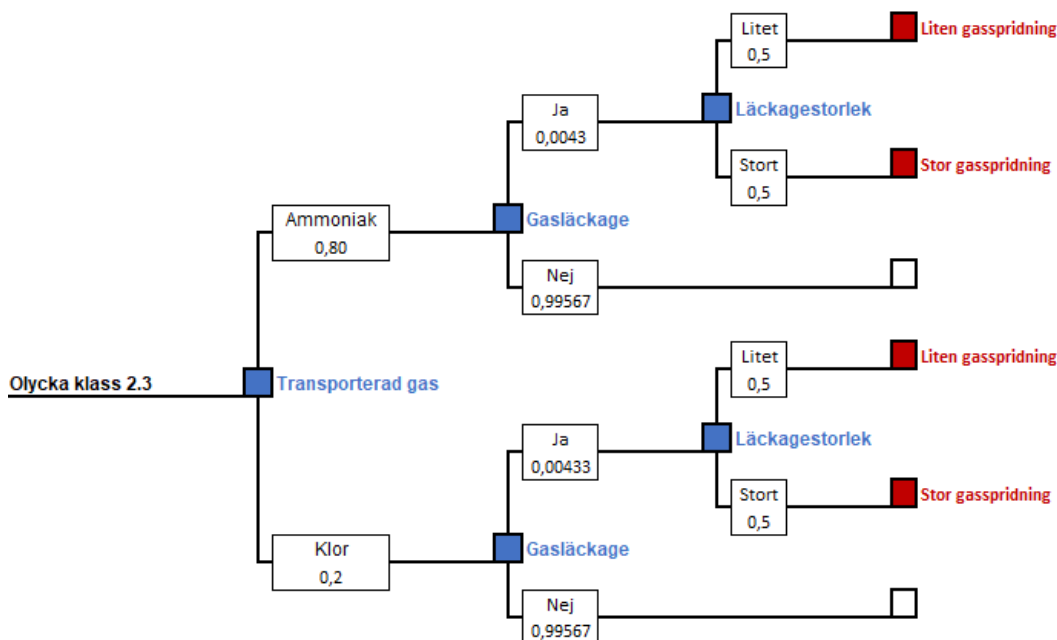 Litet
0,5
Liten gasspridning
Ja
0,0043
Läckagestorlek
Stort
0,5
Stor gasspridning
Ammoniak
0,80
Gasläckage
Nej
0,99567
Olycka klass 2.3
Transporterad gas
Litet
0,5
Liten gasspridning
Ja
0,00433
Läckagestorlek
Stort
0,5
Stor gasspridning
Klor
0,2
Gasläckage
Nej
0,99567